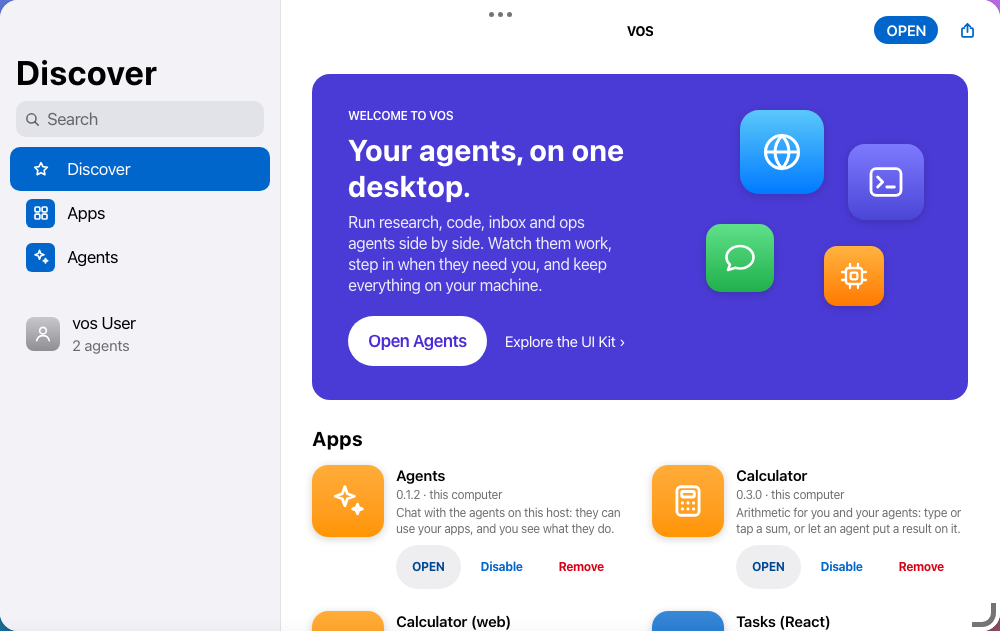 VOS
OPEN
Discover
Search
Discover
Apps
Agents
vos User
2 agents
WELCOME TO VOS
Your agents, on one
desktop.
Run research, code, inbox and ops
agents side by side. Watch them work,
step in when they need you, and keep
everything on your machine.
Open Agents
Explore the UI Kit ›
Apps
Agents
0.1.2 · this computer
Chat with the agents on this host: they can
use your apps, and you see what they do.
OPEN Disable Remove
Calculator
0.3.0 · this computer
Arithmetic for you and your agents: type or
tap a sum, or let an agent put a result on it.
OPEN Disable Remove
Calculator (web)
Tasks (React)